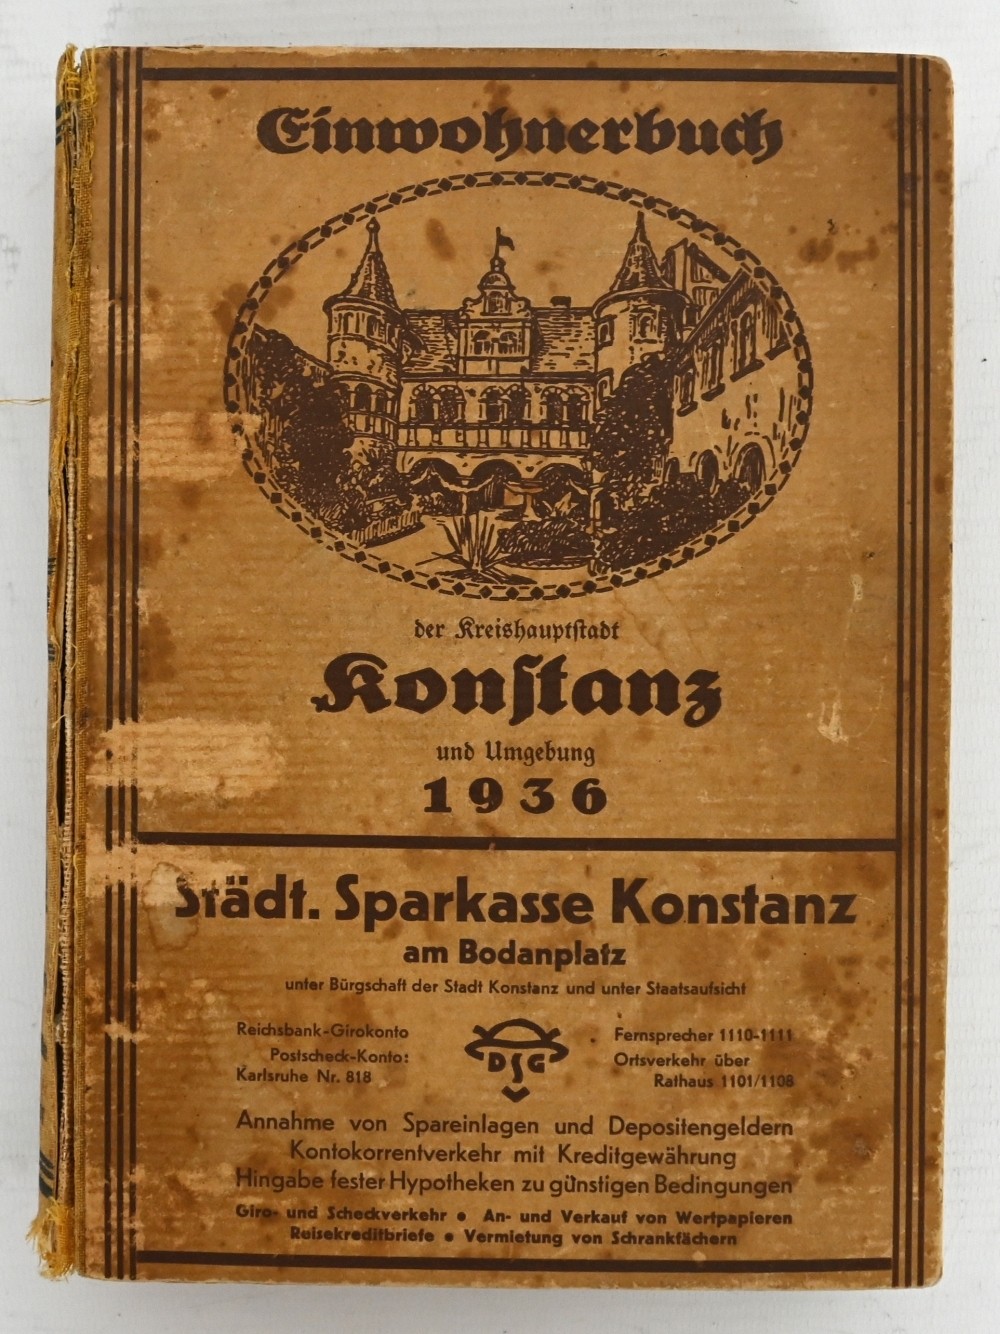 Einwohnerbuch
der Kreishauptstadt
Konstanz
und Umgebung
1936
Städt. Sparkasse Konstanz
am Bodanplatz
unter Bürgschaft der Stadt Konstanz und unter Staatsaufsicht
Reichsbank-Girokonto
Postscheck-Konto:
Karlsruhe Nr. 818
DSG
Fernsprecher 1110-1111
Ortsverkehr über
Rathaus 1101/1108
Annahme von Spareinlagen und Depositengeldern
Kontokorrentverkehr mit Kreditgewährung
Hingabe fester Hypotheken zu günstigen Bedingungen
Giro- und Scheckverkehr • An- und Verkauf von Wertpapieren
Reisekreditbriefe • Vermietung von Schrankfächern